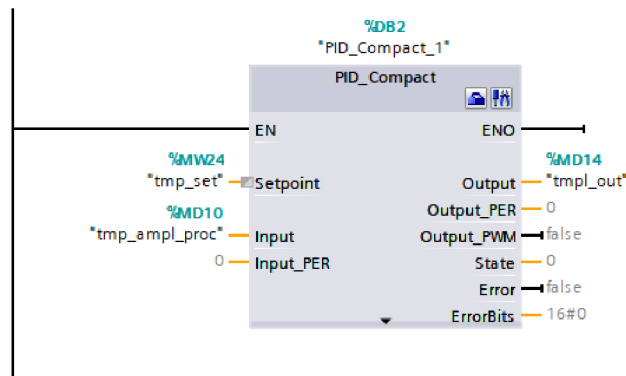 %DB2
"PID_Compact_1"
PID_Compact
EN ENO
%MW24 %MD14
"tmp_set" Setpoint Output "tmpl_out"
%MD10 Output_PER 0
"tmp_ampl_proc" Input Output_PWM false
0 Input_PER State 0
Error false
ErrorBits 16#0